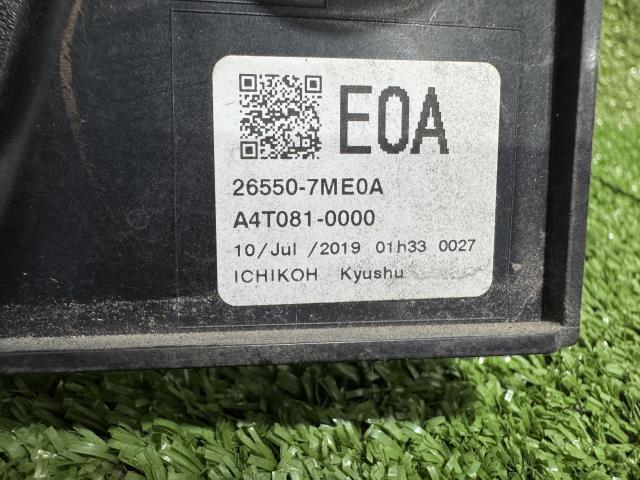 E0A
26550-7ME0A
A4T081-0000
10/Jul /2019 01h33 0027
ICHIKOH Kyushu